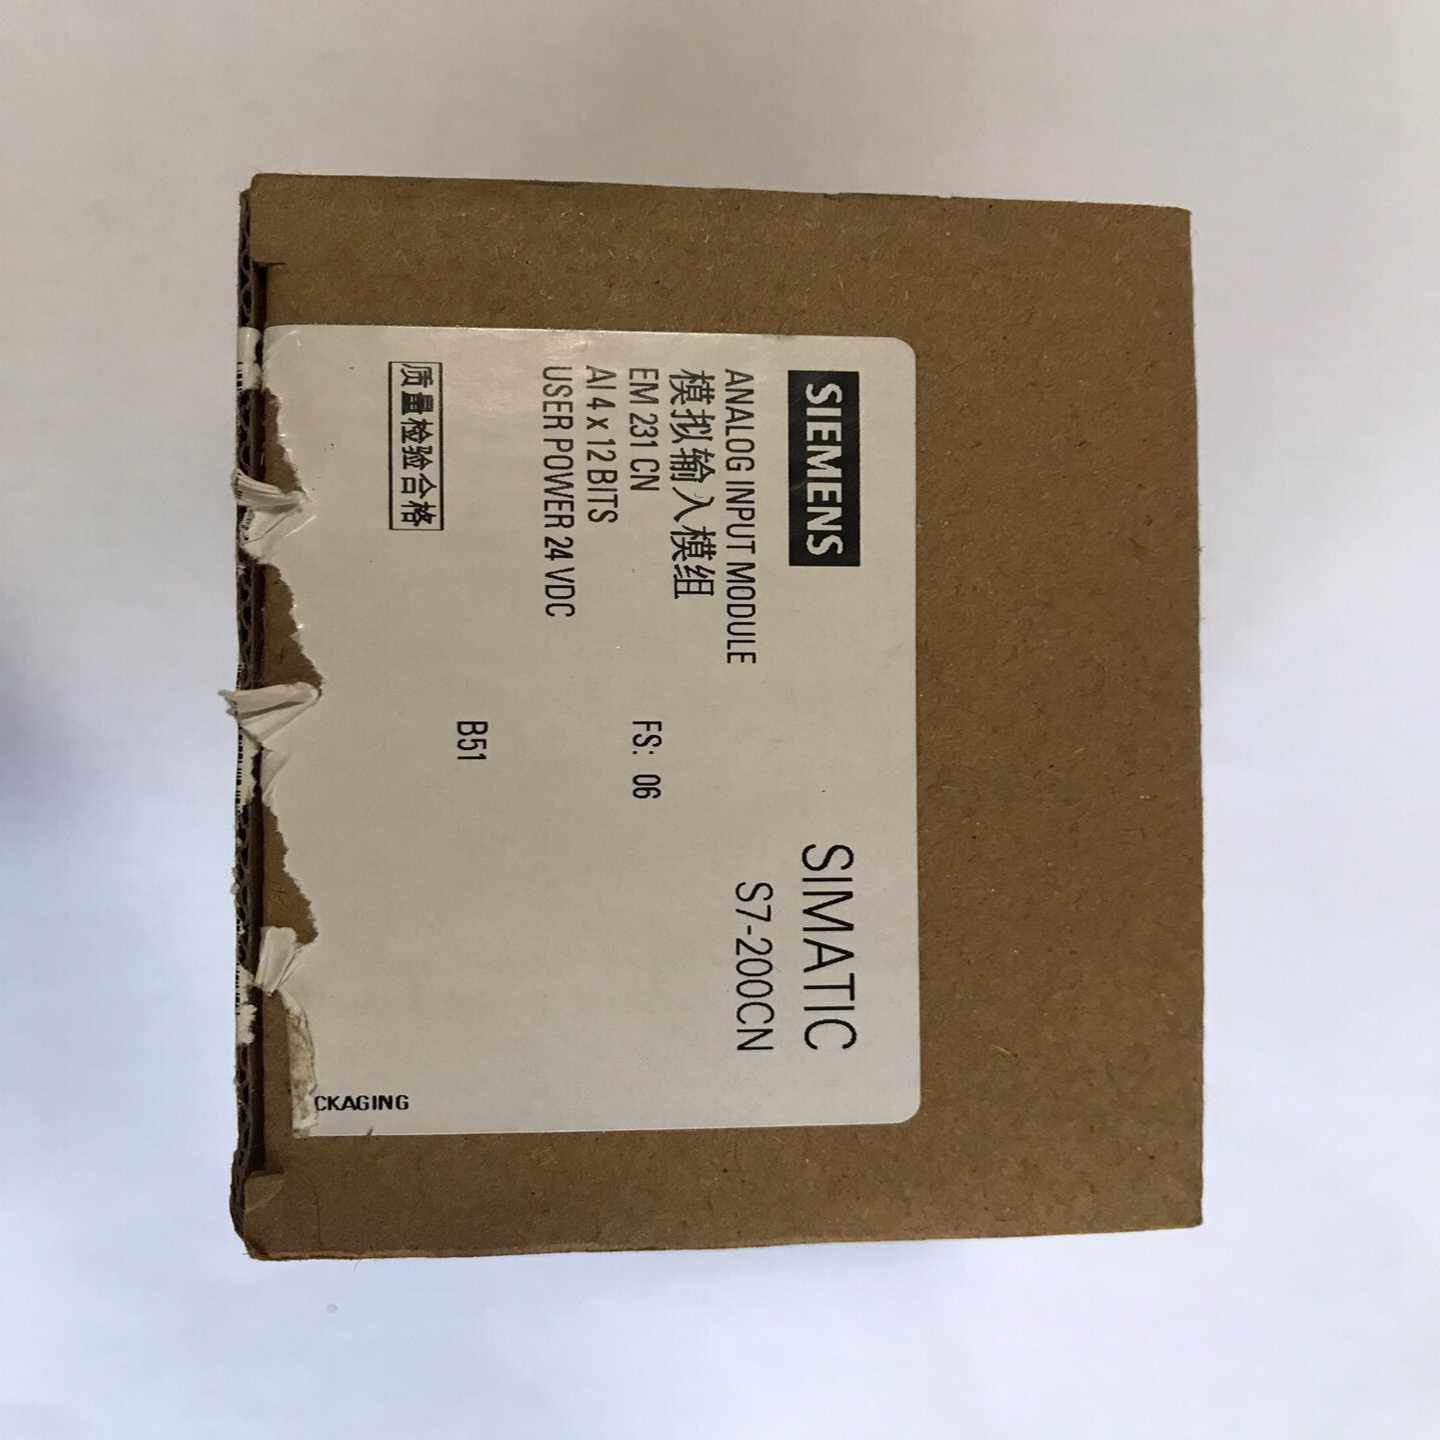 SIEMENS
SIMATIC
S7-200CN
ANALOG INPUT MODULE
模拟输入模组
EM 231 CN
FS: 06
AI 4 x 12 BITS
USER POWER 24 VDC
B51
质量检验合格
CKAGING